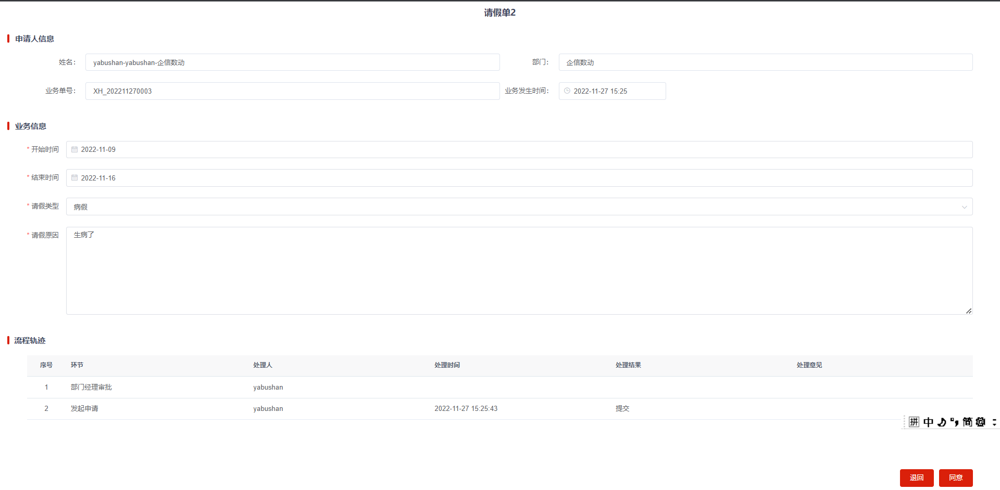 请假单2
申请人信息
姓名： yabushan-yabushan-企信数动 部门： 企信数动
业务单号： XH_202211270003 业务发生时间： 2022-11-27 15:25
业务信息
* 开始时间 2022-11-09
* 结束时间 2022-11-16
* 请假类型 病假
* 请假原因 生病了
流程轨迹
序号 环节 处理人 处理时间 处理结果 处理意见
1 部门经理审批 yabushan
2 发起申请 yabushan 2022-11-27 15:25:43 提交
拼 中 简
退回 同意